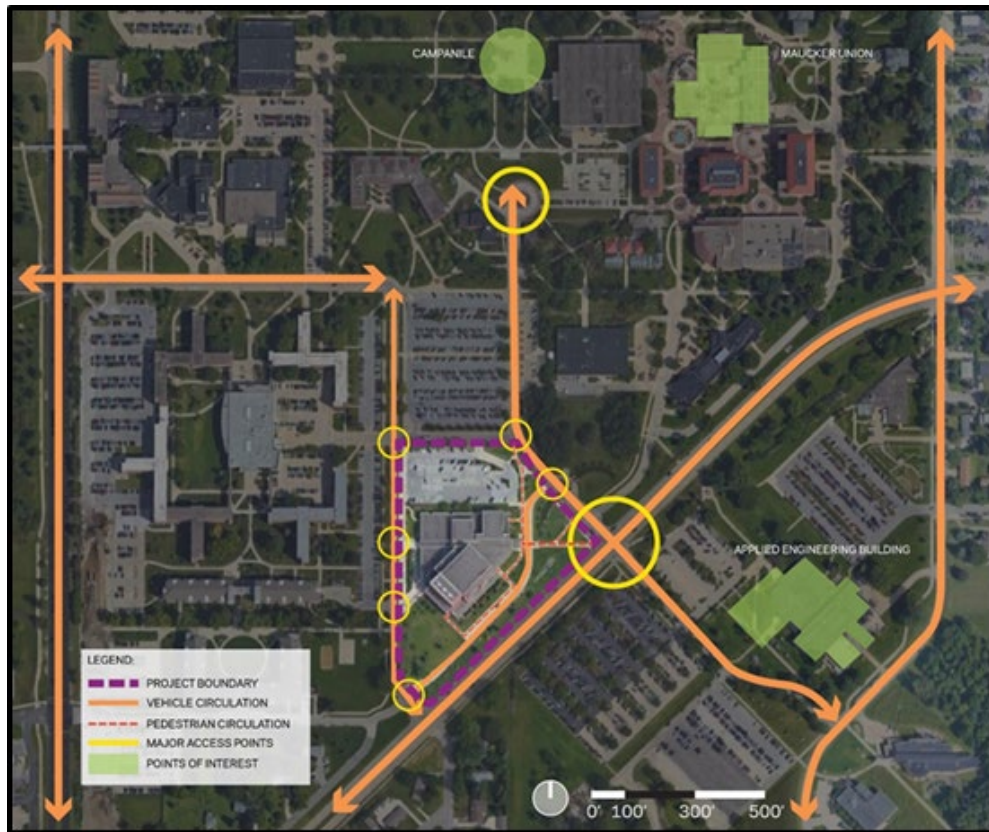 CAMPANILE
MAUCKER UNION
APPLIED ENGINEERING BUILDING
LEGEND:
PROJECT BOUNDARY
VEHICLE CIRCULATION
PEDESTRIAN CIRCULATION
MAJOR ACCESS POINTS
POINTS OF INTEREST
0' 100' 300' 500'